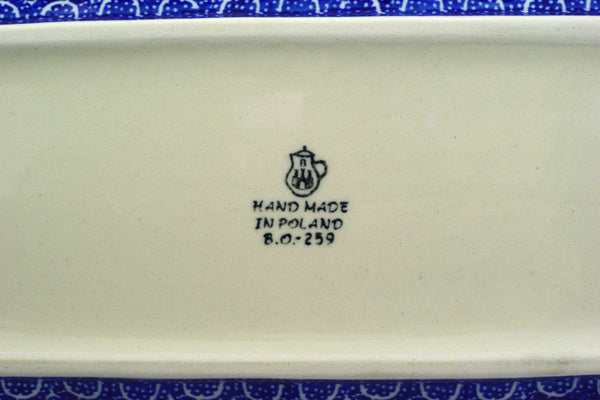 B
HAND MADE
IN POLAND
B.O.-259